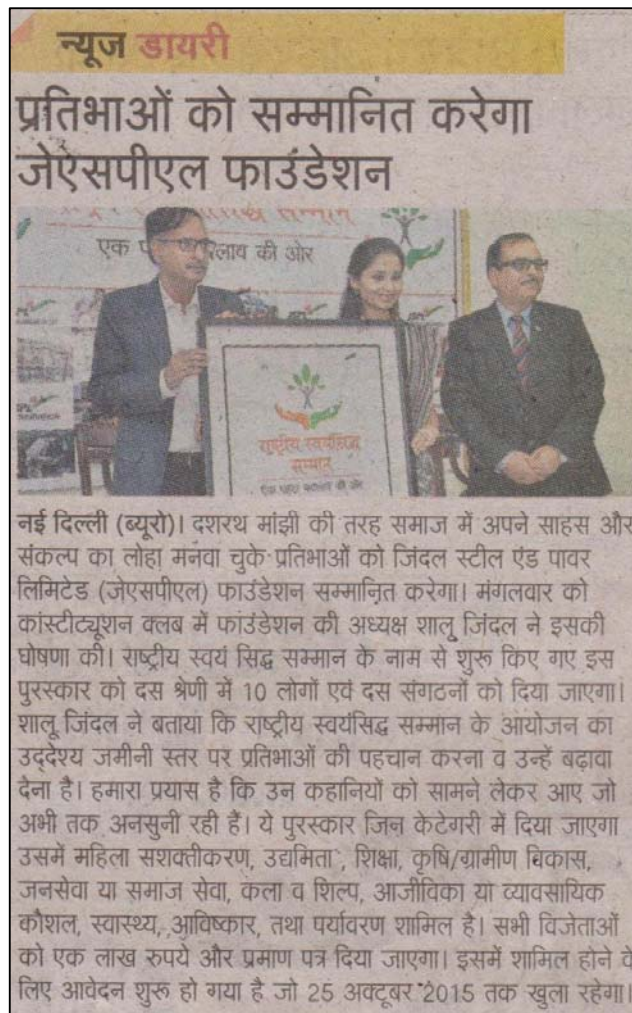 न्यूज डायरी
प्रतिभाओं को सम्मानित करेगा
जेएसपीएल फाउंडेशन
सम्मान
एक की ओर
राष्ट्रीय स्वयंसिद्ध
सम्मान
नई दिल्ली (ब्यूरो)। दशरथ मांझी की तरह समाज में अपने साहस और
संकल्प का लोहा मनवा चुके प्रतिभाओं को जिंदल स्टील एंड पावर
लिमिटेड (जेएसपीएल) फाउंडेशन सम्मानित करेगा। मंगलवार को
कांस्टीट्यूशन क्लब में फांउंडेशन की अध्यक्ष शालू जिंदल ने इसकी
घोषणा की। राष्ट्रीय स्वयं सिद्ध सम्मान के नाम से शुरू किए गए इस
पुरस्कार को दस श्रेणी में 10 लोगों एवं दस संगठनों को दिया जाएगा।
शालू जिंदल ने बताया कि राष्ट्रीय स्वयंसिद्ध सम्मान के आयोजन का
उद्देश्य जमीनी स्तर पर प्रतिभाओं की पहचान करना व उन्हें बढ़ावा
देना है। हमारा प्रयास है कि उन कहानियों को सामने लेकर आए जो
अभी तक अनसुनी रही हैं। ये पुरस्कार जिन केटेगरी में दिया जाएगा
उसमें महिला सशक्तीकरण, उद्यमिता, शिक्षा, कृषि/ग्रामीण विकास,
जनसेवा या समाज सेवा, कला व शिल्प, आजीविका या व्यावसायिक
कौशल, स्वास्थ्य, आविष्कार, तथा पर्यावरण शामिल है। सभी विजेताओं
को एक लाख रुपये और प्रमाण पत्र दिया जाएगा। इसमें शामिल होने के
लिए आवेदन शुरू हो गया है जो 25 अक्टूबर 2015 तक खुला रहेगा।